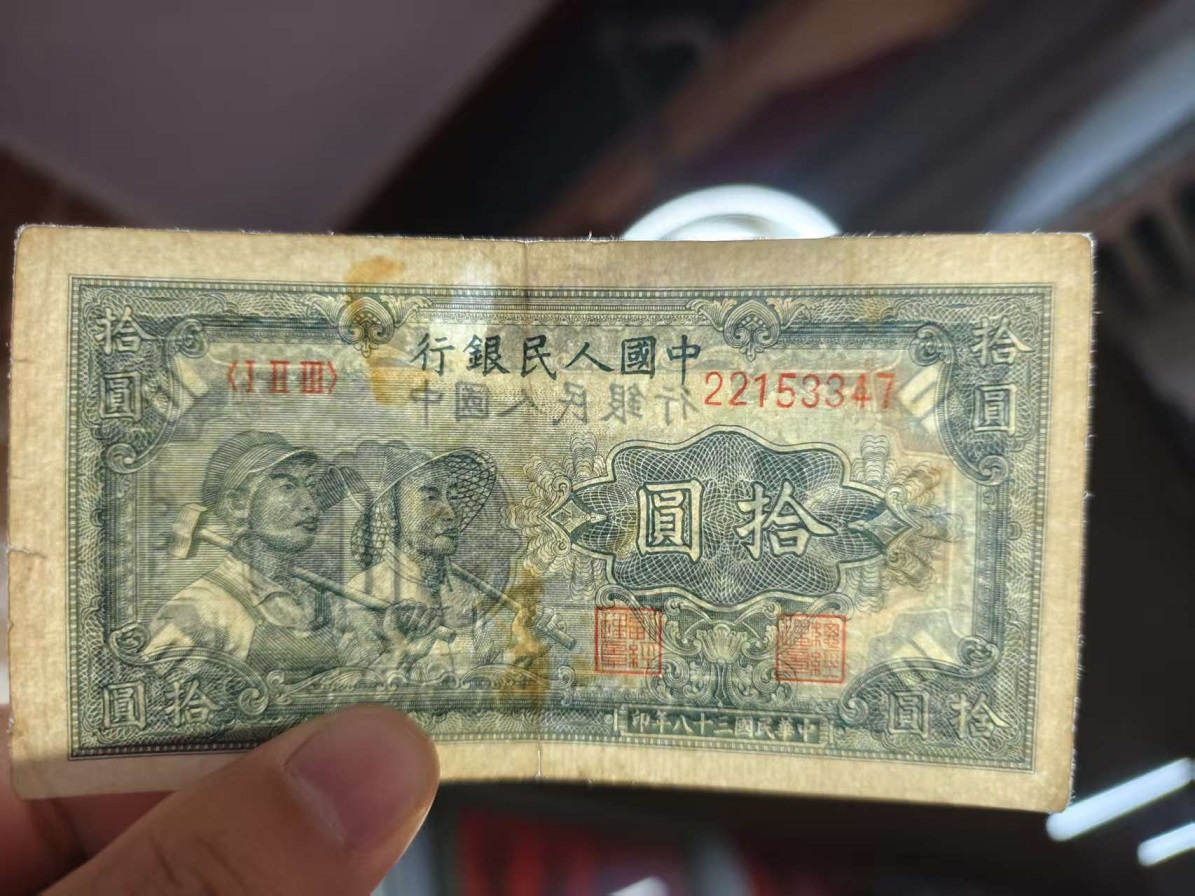 中國人民銀行
拾圓
拾圓
〈I II III〉
22153347
中國人民銀行
拾圓
拾圓
拾圓
中華民國三十八年印